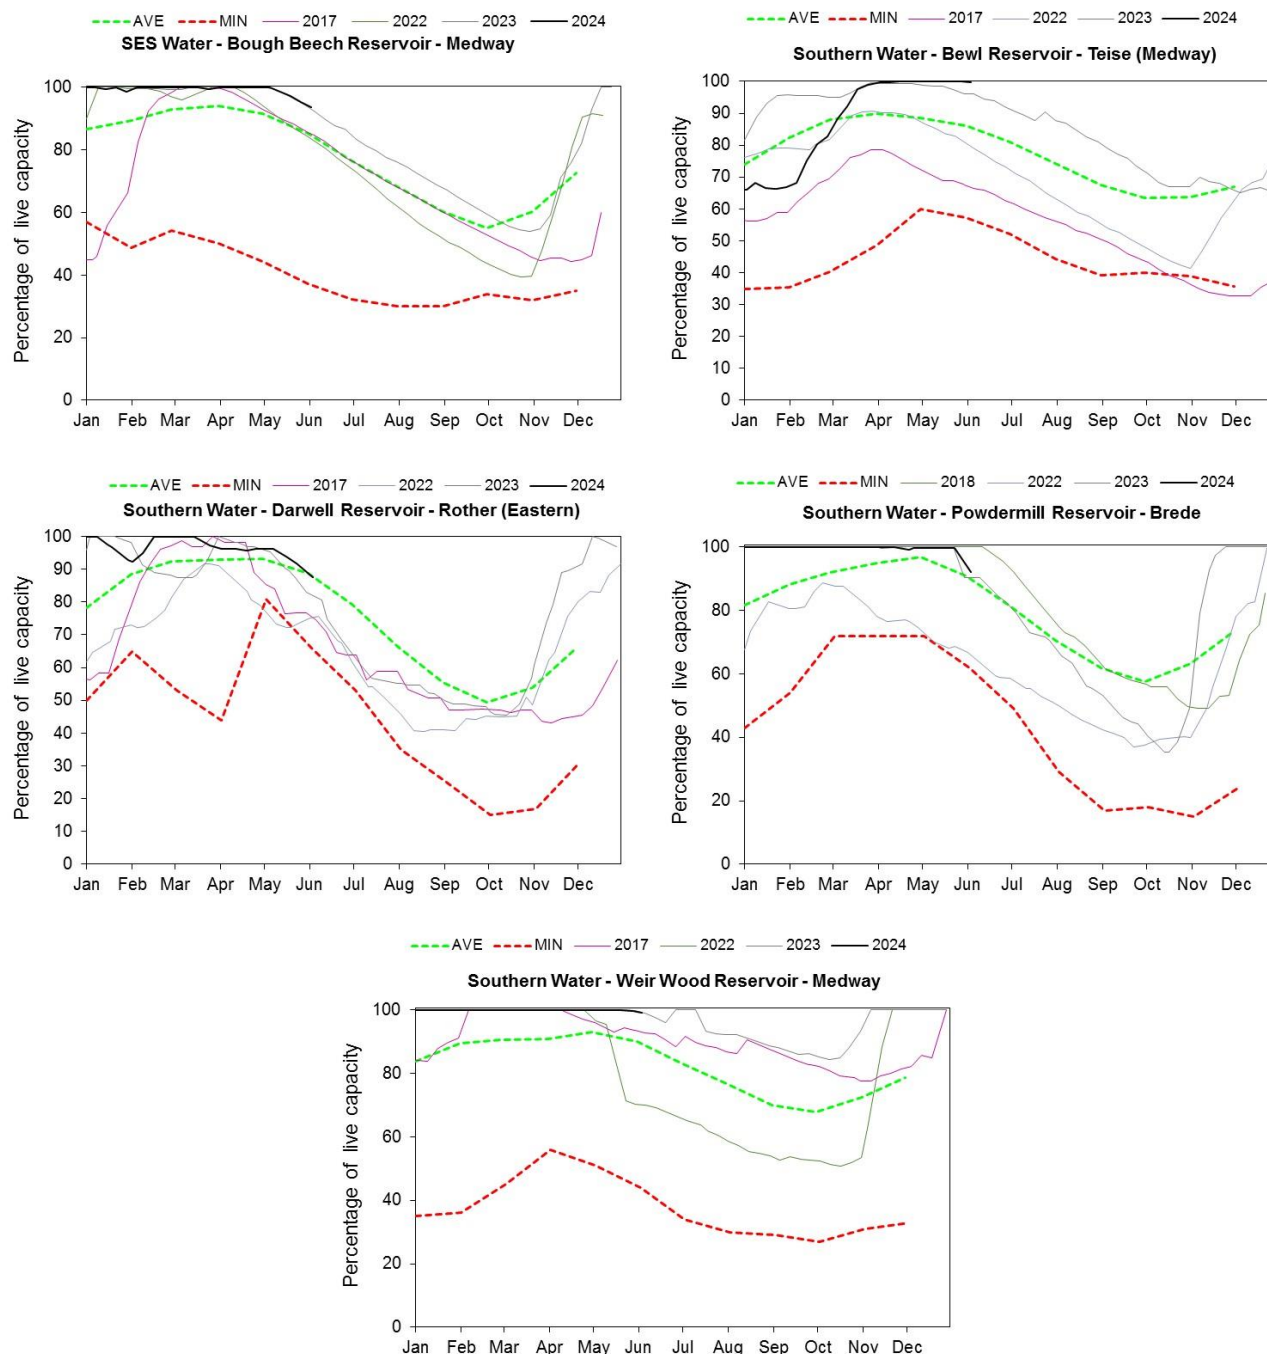 AVE MIN 2017 2022 2023 2024
SES Water - Bough Beech Reservoir - Medway
Percentage of live capacity
100
80
60
40
20
0
Jan Feb Mar Apr May Jun Jul Aug Sep Oct Nov Dec
AVE MIN 2017 2022 2023 2024
Southern Water - Bewl Reservoir - Teise (Medway)
Percentage of live capacity
100
90
80
70
60
50
40
30
20
10
0
Jan Feb Mar Apr May Jun Jul Aug Sep Oct Nov Dec
AVE MIN 2017 2022 2023 2024
Southern Water - Darwell Reservoir - Rother (Eastern)
Percentage of live capacity
100
90
80
70
60
50
40
30
20
10
0
Jan Feb Mar Apr May Jun Jul Aug Sep Oct Nov Dec
AVE MIN 2018 2022 2023 2024
Southern Water - Powdermill Reservoir - Brede
Percentage of live capacity
100
80
60
40
20
0
Jan Feb Mar Apr May Jun Jul Aug Sep Oct Nov Dec
AVE MIN 2017 2022 2023 2024
Southern Water - Weir Wood Reservoir - Medway
Percentage of live capacity
100
80
60
40
20
0
Jan Feb Mar Apr May Jun Jul Aug Sep Oct Nov Dec